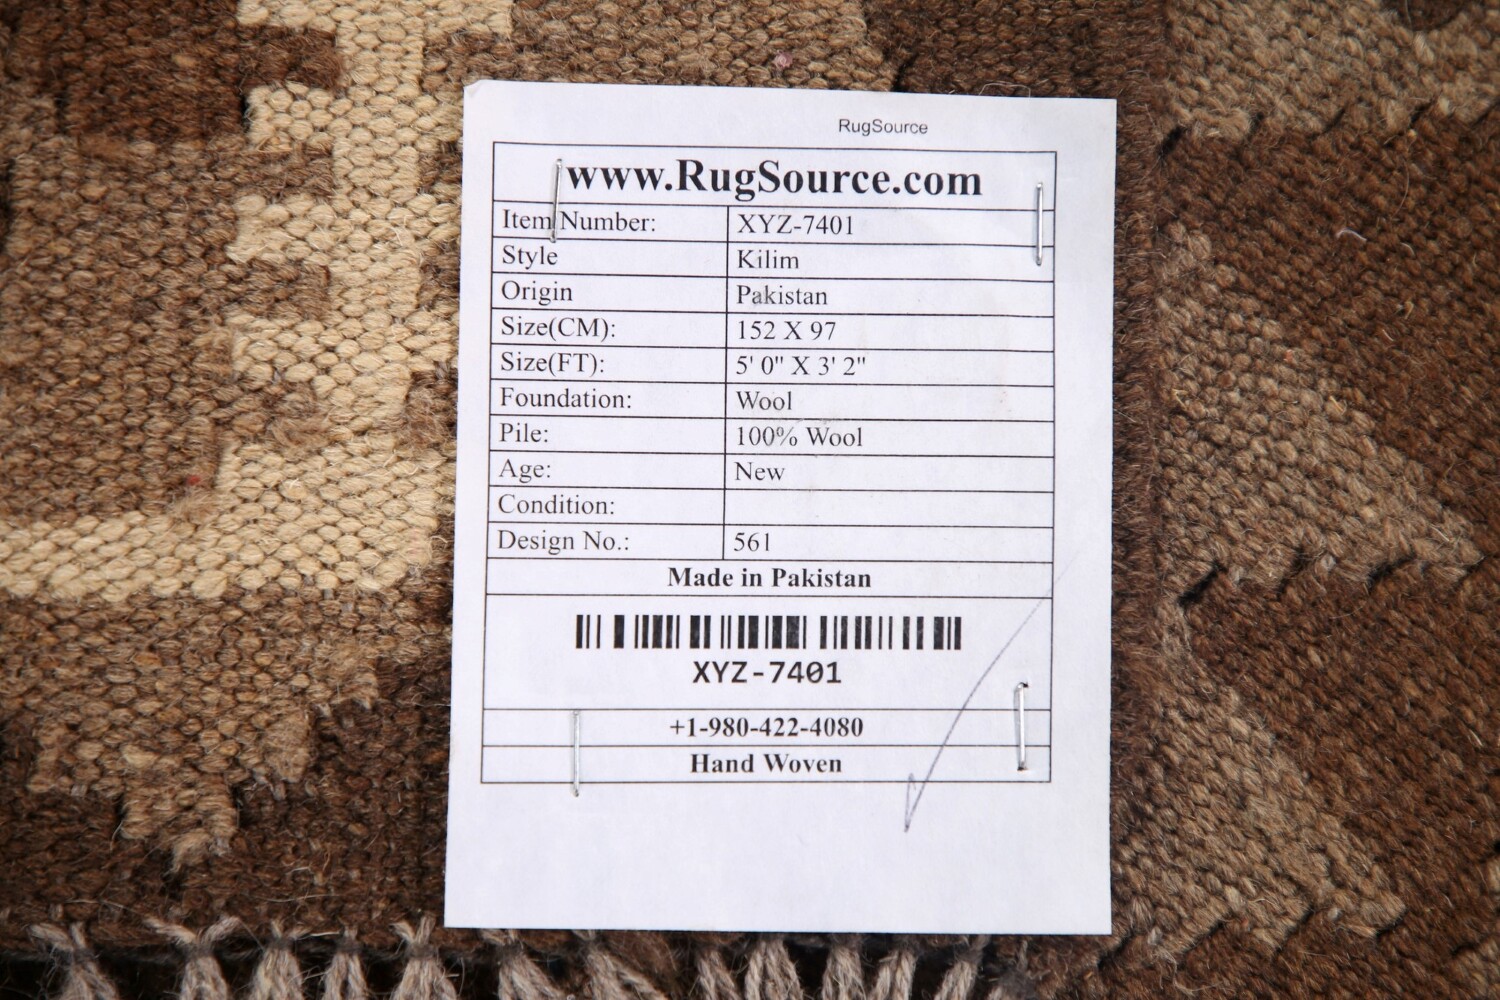 RugSource
www.RugSource.com
Item Number: XYZ-7401
Style Kilim
Origin Pakistan
Size(CM): 152 X 97
Size(FT): 5' 0" X 3' 2"
Foundation: Wool
Pile: 100% Wool
Age: New
Condition:
Design No.: 561
Made in Pakistan
XYZ-7401
+1-980-422-4080
Hand Woven